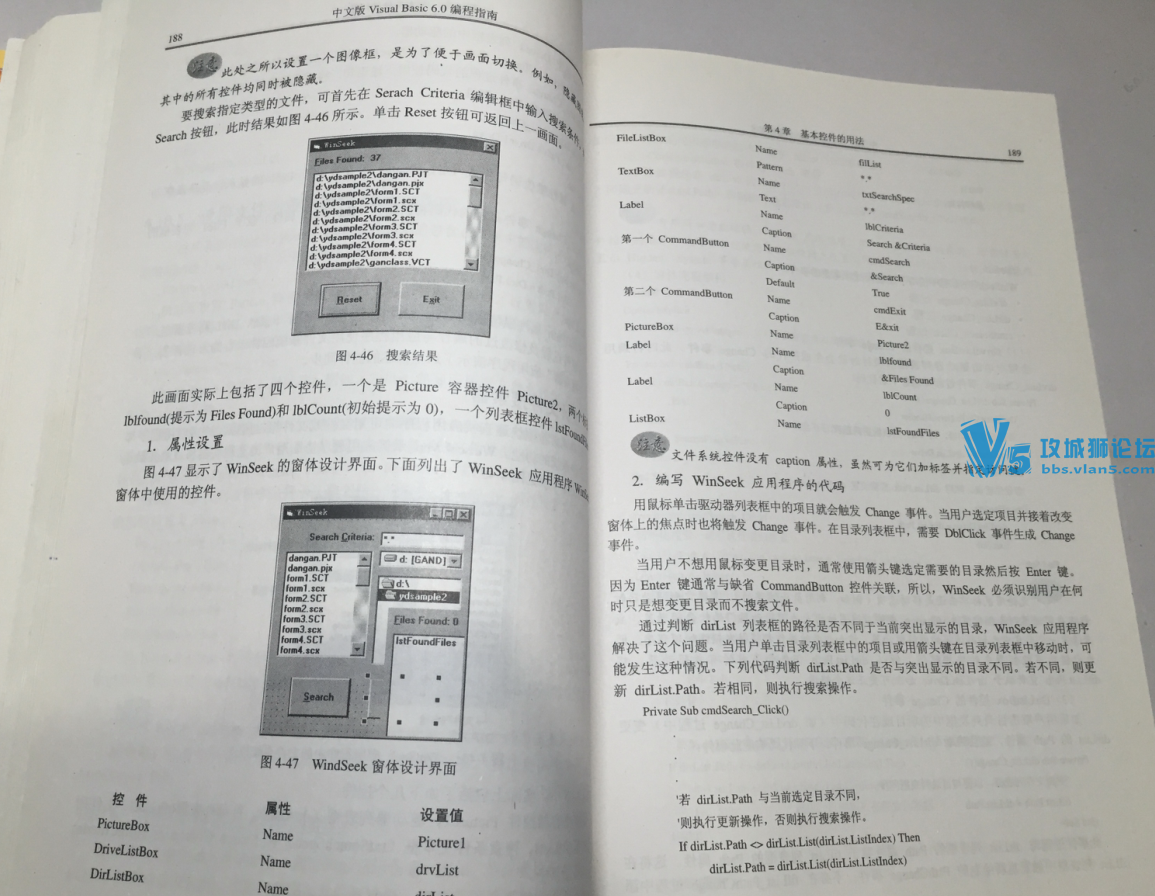 188
中文版 Visual Basic 6.0 编程指南
注意 此处之所以设置一个图像框，是为了便于画面切换。例如，隐藏
其中的所有控件均同时被隐藏。
要搜索指定类型的文件，可首先在 Serach Criteria 编辑框中输入搜索条件，
Search 按钮，此时结果如图 4-46 所示。单击 Reset 按钮可返回上一画面。
WinSeek
Files Found: 37
d:\ydsample2\dangan.PJT
d:\ydsample2\dangan.pjx
d:\ydsample2\form1.SCT
d:\ydsample2\form1.scx
d:\ydsample2\form2.SCT
d:\ydsample2\form2.scx
d:\ydsample2\form3.SCT
d:\ydsample2\form3.scx
d:\ydsample2\form4.SCT
d:\ydsample2\form4.scx
d:\ydsample2\ganclass.VCT
Reset Exit
图 4-46 搜索结果
此画面实际上包括了四个控件，一个是 Picture 容器控件 Picture2，两个
lblfound(提示为 Files Found)和 lblCount(初始提示为 0)，一个列表框控件 lstFound
1. 属性设置
图 4-47 显示了 WinSeek 的窗体设计界面。下面列出了 WinSeek 应用程序
窗体中使用的控件。
WinSeek
Search Criteria: *.*
dangan.PJT
dangan.pjx
form1.SCT
form1.scx
form2.SCT
form2.scx
form3.SCT
form3.scx
form4.SCT
form4.scx
d: [GAND]
d:\
ydsample2
Files Found: 0
lstFoundFiles
Search
图 4-47 WindSeek 窗体设计界面
控 件 属性 设置值
PictureBox Name Picture1
DriveListBox Name drvList
DirListBox Name
第 4 章 基本控件的用法
189
FileListBox Name filList
Pattern *.*
TextBox Name txtSearchSpec
Text *.*
Label Name lblCriteria
Caption Search &Criteria
第一个 CommandButton Name cmdSearch
Caption &Search
Default True
第二个 CommandButton Name cmdExit
Caption E&xit
PictureBox Name Picture2
Label Name lblfound
Caption &Files Found
Label Name lblCount
Caption 0
ListBox Name lstFoundFiles
注意 文件系统控件没有 caption 属性，虽然可为它们加标签并指定访问键。
2. 编写 WinSeek 应用程序的代码
用鼠标单击驱动器列表框中的项目就会触发 Change 事件。当用户选定项目并接着改变
窗体上的焦点时也将触发 Change 事件。在目录列表框中，需要 DblClick 事件生成 Change
事件。
当用户不想用鼠标变更目录时，通常使用箭头键选定需要的目录然后按 Enter 键。
因为 Enter 键通常与缺省 CommandButton 控件关联，所以，WinSeek 必须识别用户在何
时只是想变更目录而不搜索文件。
通过判断 dirList 列表框的路径是否不同于当前突出显示的目录，WinSeek 应用程序
解决了这个问题。当用户单击目录列表框中的项目或用箭头键在目录列表框中移动时，可
能发生这种情况。下列代码判断 dirList.Path 是否与突出显示的目录不同。若不同，则更
新 dirList.Path。若相同，则执行搜索操作。
Private Sub cmdSearch_Click()
.
.
'若 dirList.Path 与当前选定目录不同，
'则执行更新操作，否则执行搜索操作。
If dirList.Path <> dirList.List(dirList.ListIndex) Then
dirList.Path = dirList.List(dirList.ListIndex)
V5 攻城狮论坛
bbs.vlan5.com